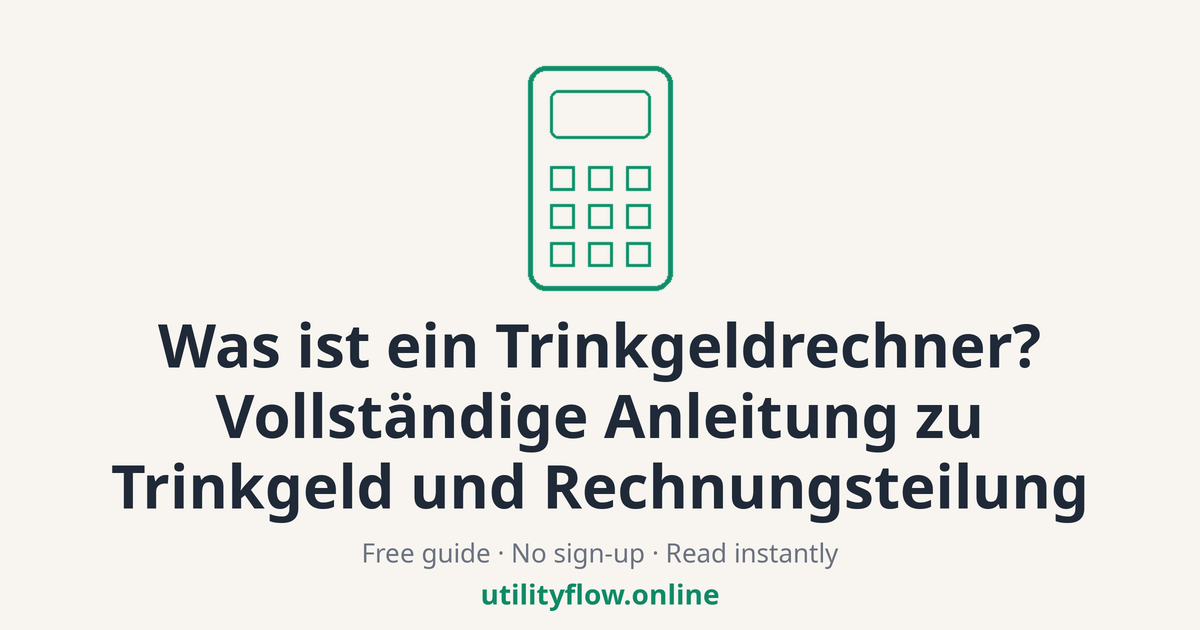 Was ist ein Trinkgeldrechner?
Vollständige Anleitung zu
Trinkgeld und Rechnungsteilung
Free guide · No sign-up · Read instantly
utilityflow.online